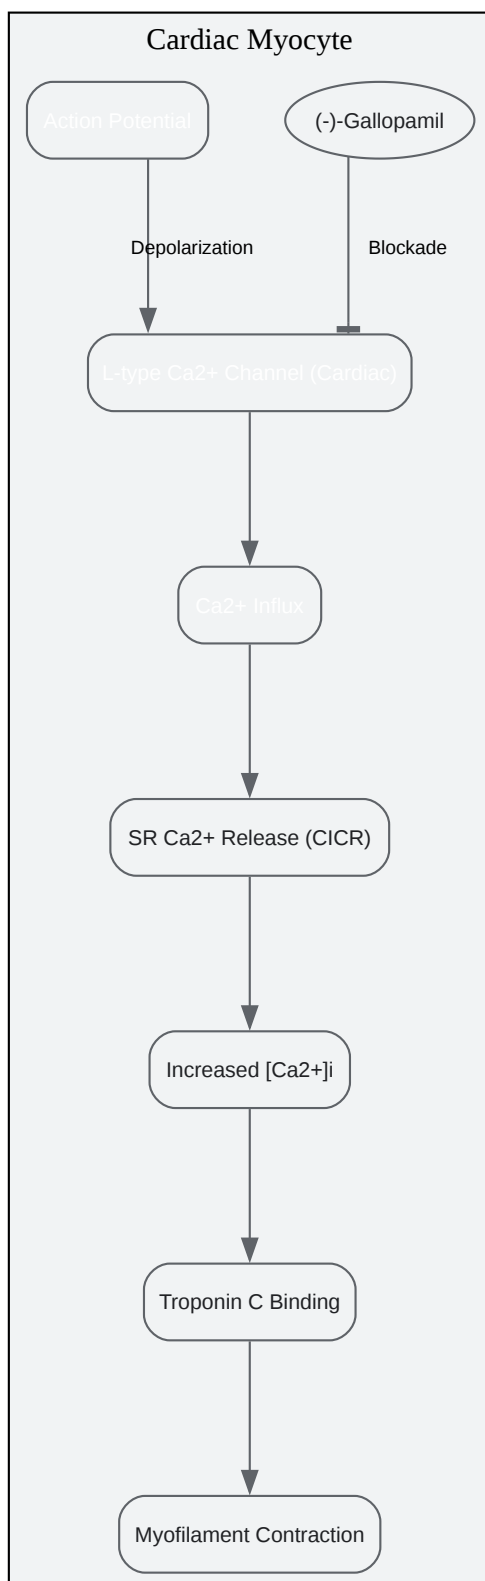 Cardiac Myocyte
Action Potential
(-)-Gallopamil
Depolarization
Blockade
L-type Ca2+ Channel (Cardiac)
Ca2+ Influx
SR Ca2+ Release (CICR)
Increased [Ca2+]i
Troponin C Binding
Myofilament Contraction